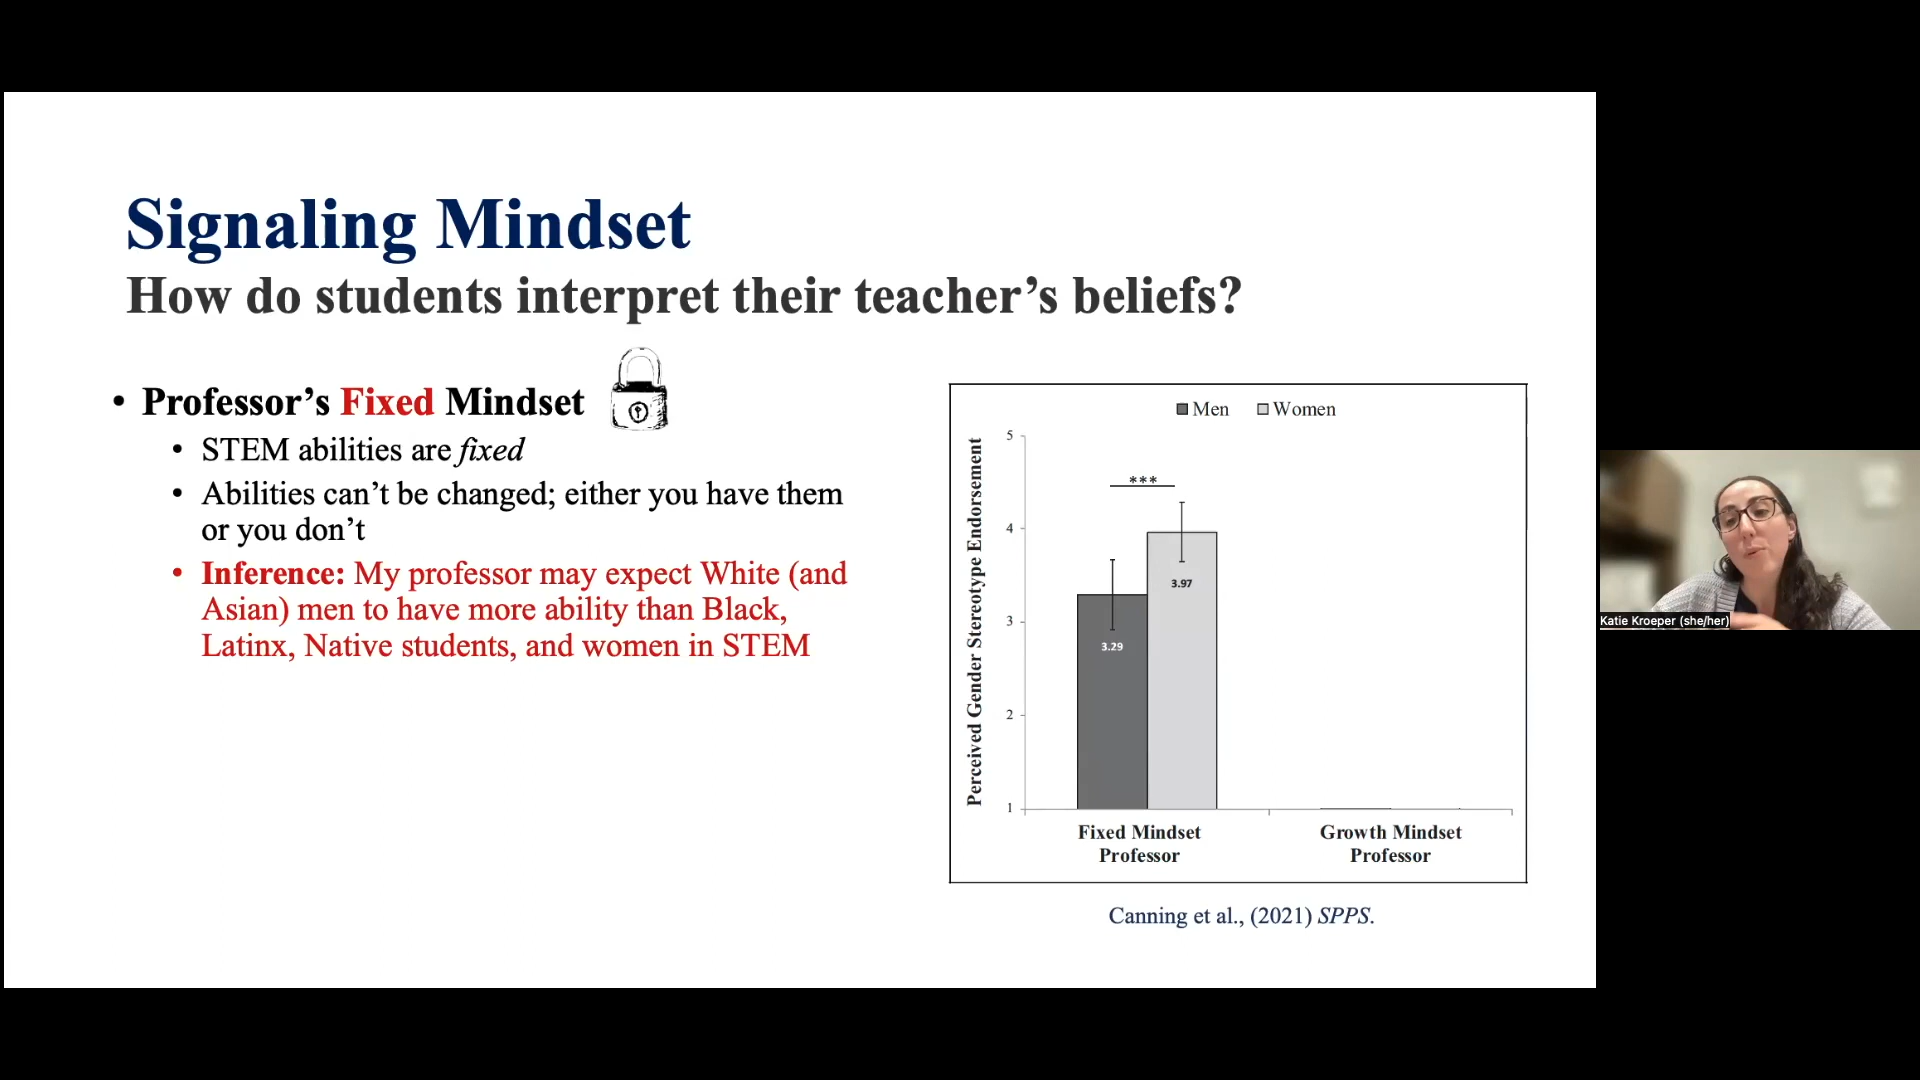 Signaling Mindset
How do students interpret their teacher’s beliefs?
• Professor’s Fixed Mindset
• STEM abilities are fixed
• Abilities can’t be changed; either you have them
or you don’t
• Inference: My professor may expect White (and
Asian) men to have more ability than Black,
Latinx, Native students, and women in STEM
Men Women
Perceived Gender Stereotype Endorsement
5
4
3
2
1
***
3.29
3.97
Fixed Mindset
Professor
Growth Mindset
Professor
Canning et al., (2021) SPPS.
Katie Kroeper (she/her)